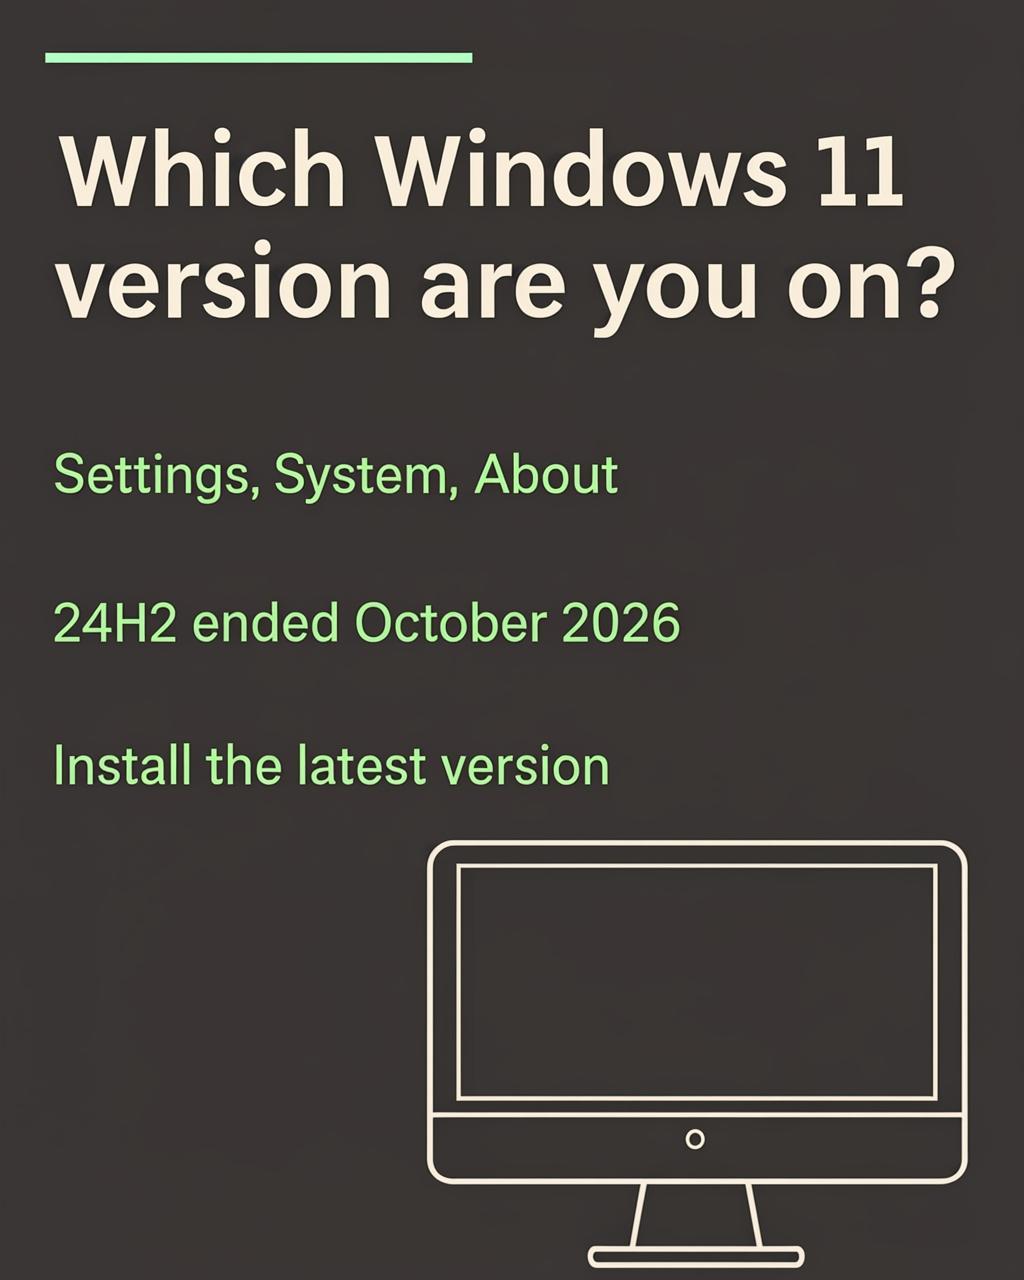 Which Windows 11
version are you on?
Settings, System, About
24H2 ended October 2026
Install the latest version